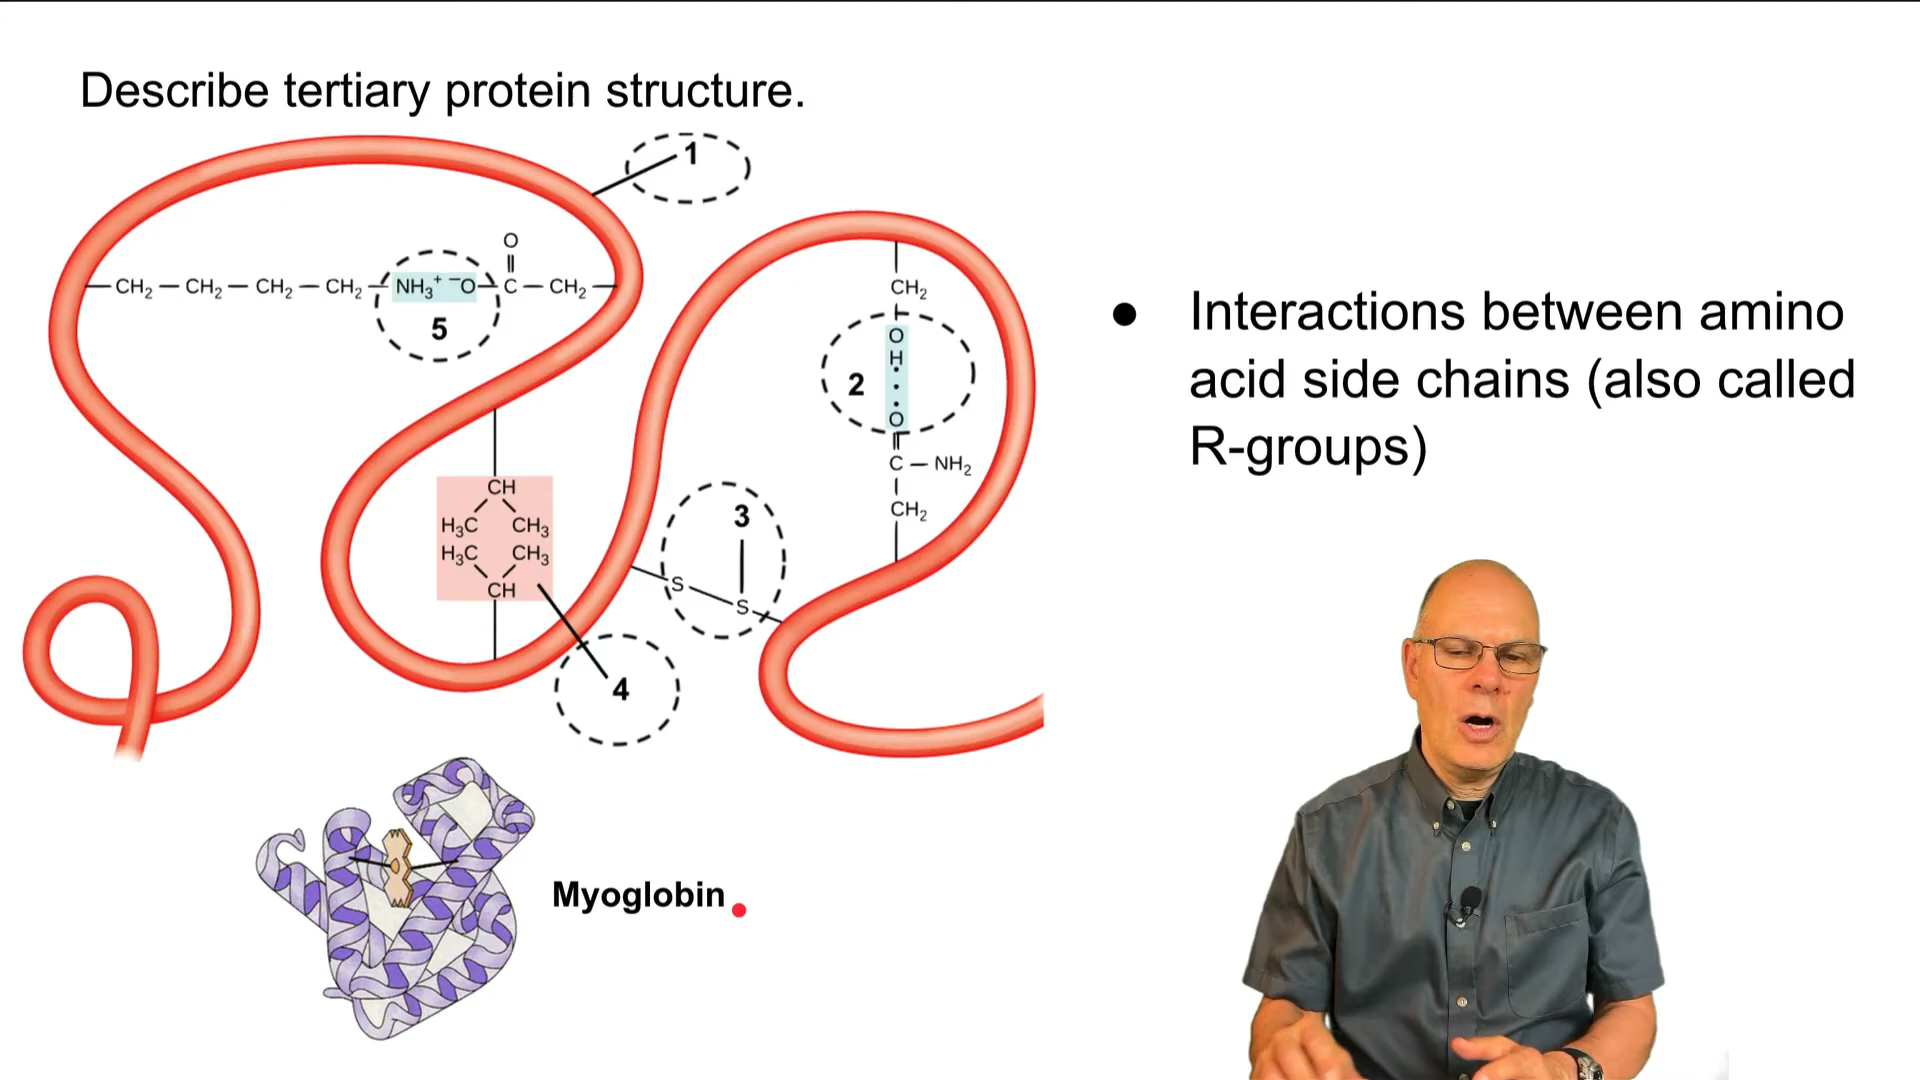 Describe tertiary protein structure.
1
O
CH₂ — CH₂ — CH₂ — CH₂ — NH₃⁺ ⁻O — C — CH₂
5
CH₂
O
H
2
O
C — NH₂
CH₂
CH
H₃C CH₃
H₃C CH₃
CH
3
S
S
4
Myoglobin
● Interactions between amino
acid side chains (also called
R-groups)